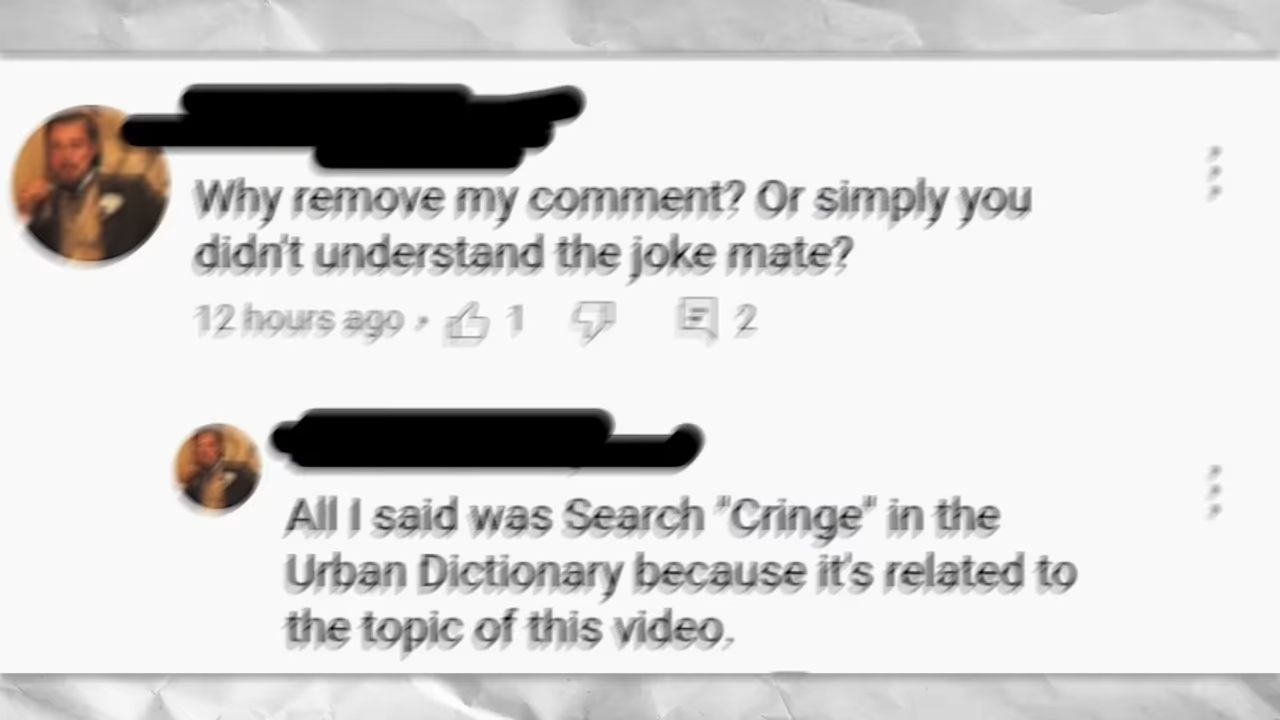 Why remove my comment? Or simply you
didn't understand the joke mate?
12 hours ago · 1 2
All I said was Search "Cringe" in the
Urban Dictionary because it's related to
the topic of this video.